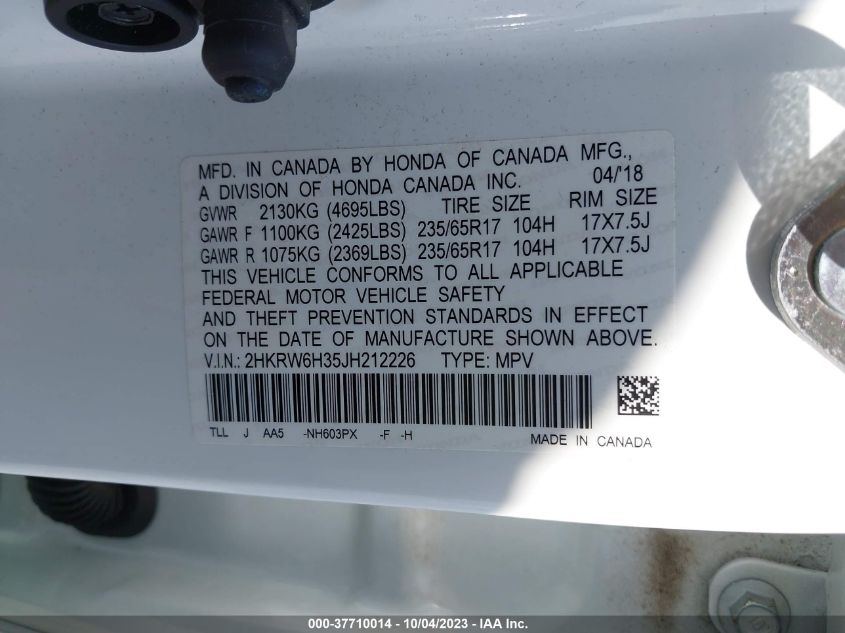 MFD. IN CANADA BY HONDA OF CANADA MFG.,
A DIVISION OF HONDA CANADA INC. 04/'18
GVWR 2130KG (4695LBS) TIRE SIZE RIM SIZE
GAWR F 1100KG (2425LBS) 235/65R17 104H 17X7.5J
GAWR R 1075KG (2369LBS) 235/65R17 104H 17X7.5J
THIS VEHICLE CONFORMS TO ALL APPLICABLE
FEDERAL MOTOR VEHICLE SAFETY
AND THEFT PREVENTION STANDARDS IN EFFECT
ON THE DATE OF MANUFACTURE SHOWN ABOVE.
V.I.N.: 2HKRW6H35JH212226 TYPE: MPV
TLL J AA5 -NH603PX -F -H
MADE IN CANADA
000-37710014 - 10/04/2023 - IAA Inc.